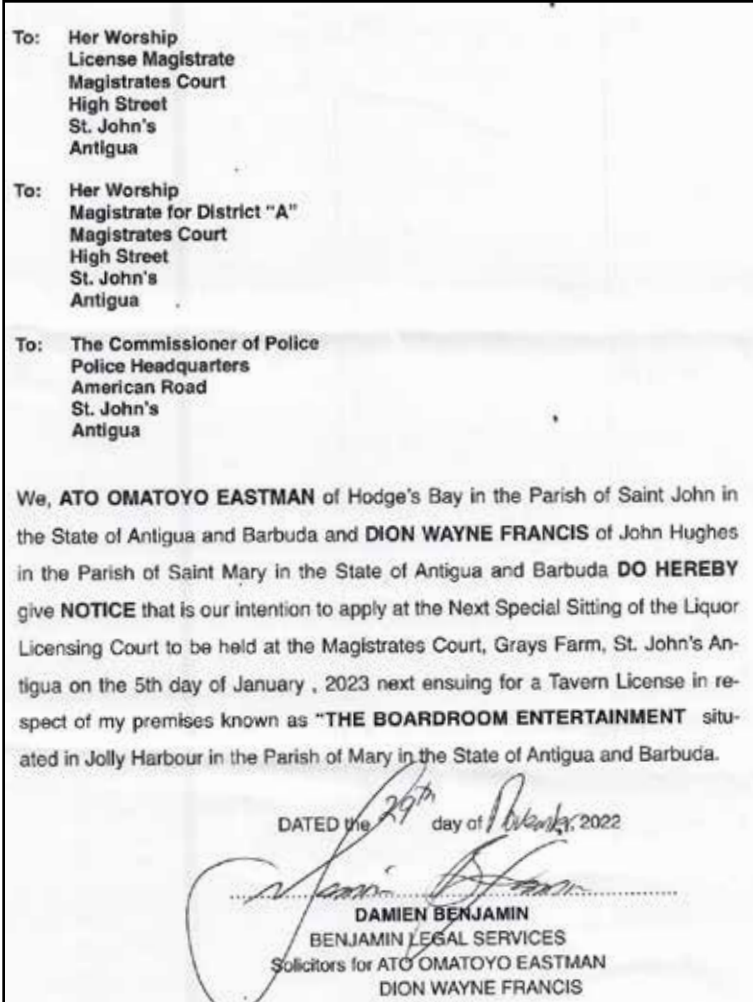 To: Her Worship
License Magistrate
Magistrates Court
High Street
St. John's
Antigua
To: Her Worship
Magistrate for District "A"
Magistrates Court
High Street
St. John's
Antigua
To: The Commissioner of Police
Police Headquarters
American Road
St. John's
Antigua
We, ATO OMATOYO EASTMAN of Hodge's Bay in the Parish of Saint John in
the State of Antigua and Barbuda and DION WAYNE FRANCIS of John Hughes
in the Parish of Saint Mary in the State of Antigua and Barbuda DO HEREBY
give NOTICE that is our intention to apply at the Next Special Sitting of the Liquor
Licensing Court to be held at the Magistrates Court, Grays Farm, St. John's An-
tigua on the 5th day of January , 2023 next ensuing for a Tavern License in re-
spect of my premises known as "THE BOARDROOM ENTERTAINMENT situ-
ated in Jolly Harbour in the Parish of Mary in the State of Antigua and Barbuda.
DATED the 29th day of November, 2022
DAMIEN BENJAMIN
BENJAMIN LEGAL SERVICES
Solicitors for ATO OMATOYO EASTMAN
DION WAYNE FRANCIS